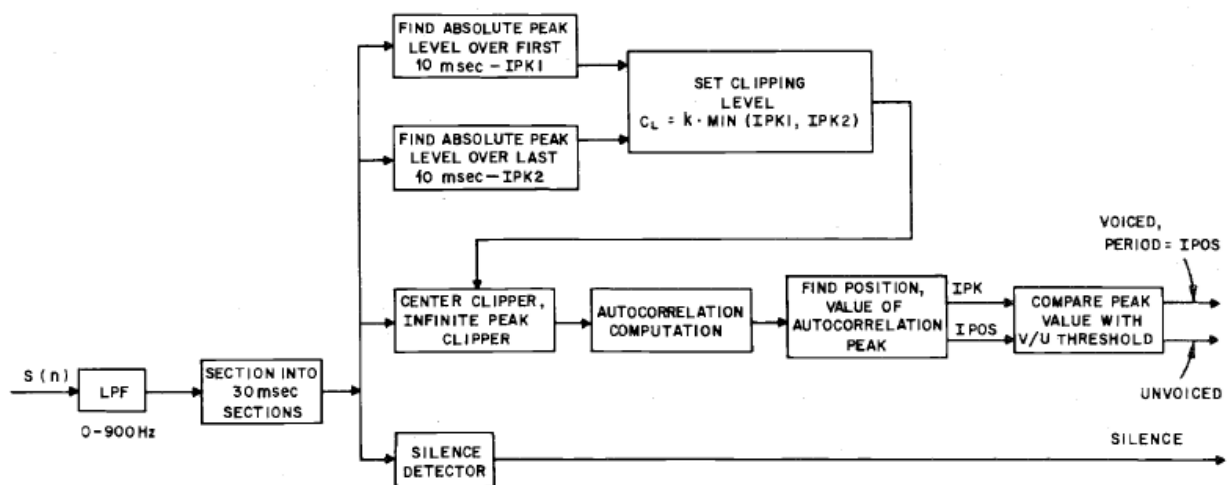 FIND ABSOLUTE PEAK
LEVEL OVER FIRST
10 msec – IPK1
SET CLIPPING
LEVEL
CL = k · MIN (IPK1, IPK2)
FIND ABSOLUTE PEAK
LEVEL OVER LAST
10 msec – IPK2
VOICED,
PERIOD = IPOS
CENTER CLIPPER,
INFINITE PEAK
CLIPPER
AUTOCORRELATION
COMPUTATION
FIND POSITION,
VALUE OF
AUTOCORRELATION
PEAK
IPK
IPOS
COMPARE PEAK
VALUE WITH
V/U THRESHOLD
UNVOICED
S(n)
LPF
0-900Hz
SECTION INTO
30 msec
SECTIONS
SILENCE
DETECTOR
SILENCE